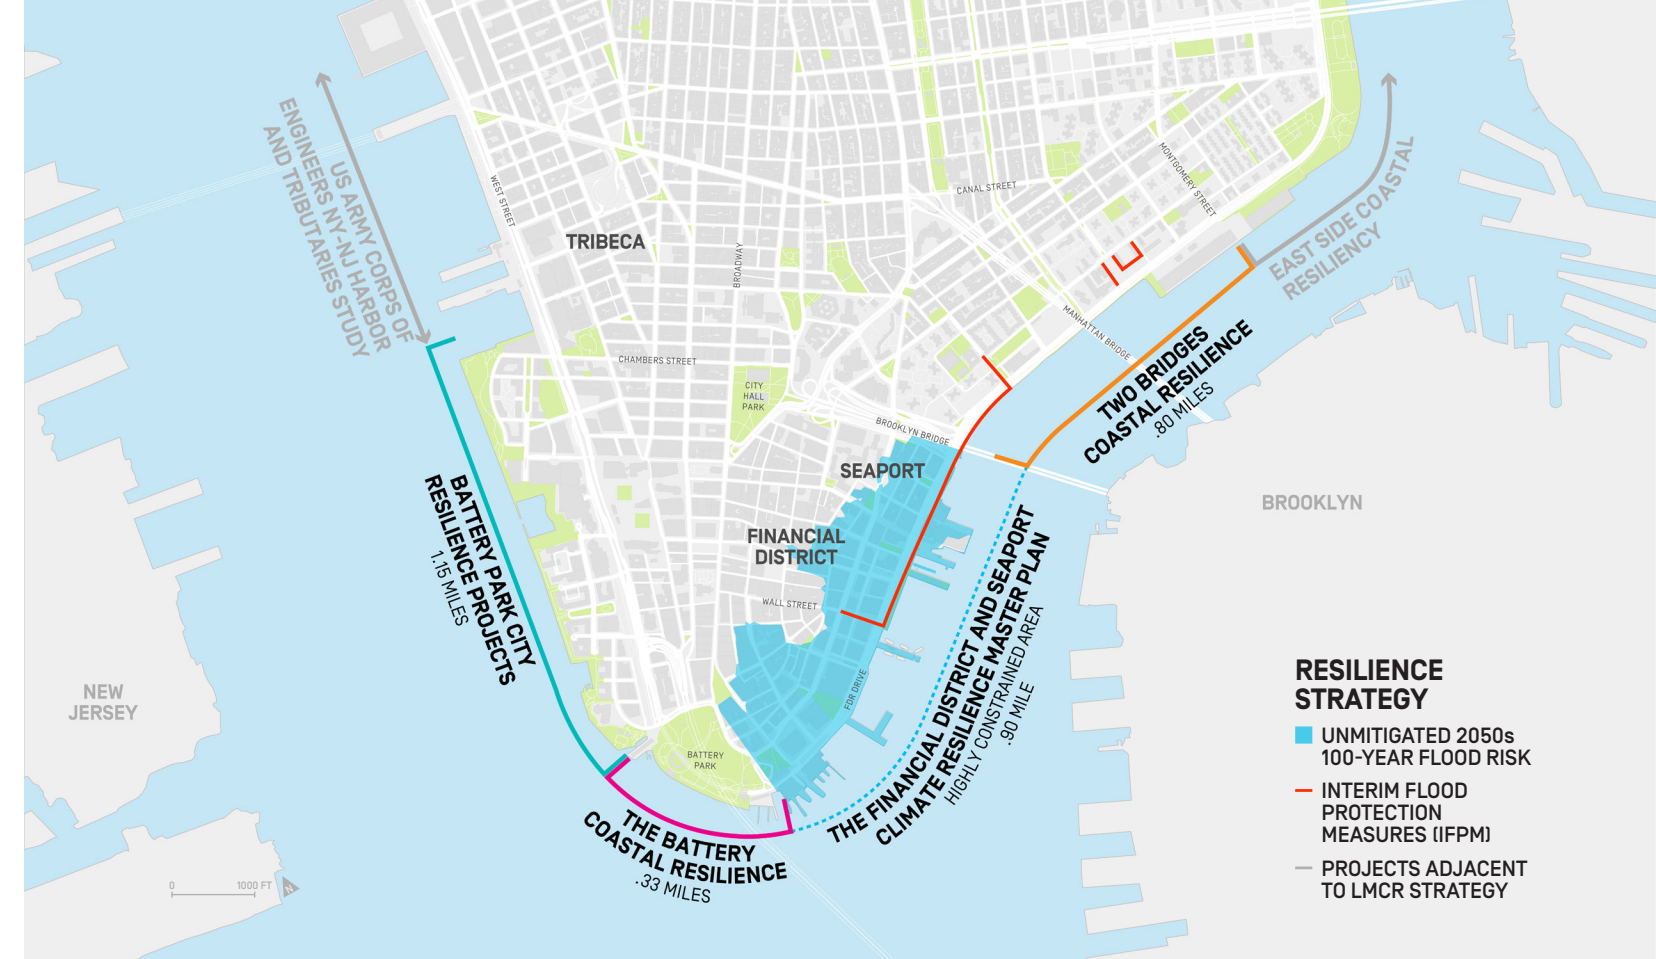 US ARMY CORPS OF
ENGINEERS NY-NJ HARBOR
AND TRIBUTARIES STUDY
WEST STREET
TRIBECA
BROADWAY
CANAL STREET
MONTGOMERY STREET
EAST SIDE COASTAL
RESILIENCY
MANHATTAN BRIDGE
CHAMBERS STREET
CITY
HALL
PARK
BROOKLYN BRIDGE
TWO BRIDGES
COASTAL RESILIENCE
.80 MILES
SEAPORT
FINANCIAL
DISTRICT
WALL STREET
BROOKLYN
BATTERY PARK CITY
RESILIENCE PROJECTS
1.15 MILES
NEW
JERSEY
FDR DRIVE
THE FINANCIAL DISTRICT AND SEAPORT
CLIMATE RESILIENCE MASTER PLAN
HIGHLY CONSTRAINED AREA
.90 MILE
BATTERY
PARK
THE BATTERY
COASTAL RESILIENCE
.33 MILES
0 1000 FT N
RESILIENCE
STRATEGY
UNMITIGATED 2050s
100-YEAR FLOOD RISK
INTERIM FLOOD
PROTECTION
MEASURES (IFPM)
PROJECTS ADJACENT
TO LMCR STRATEGY